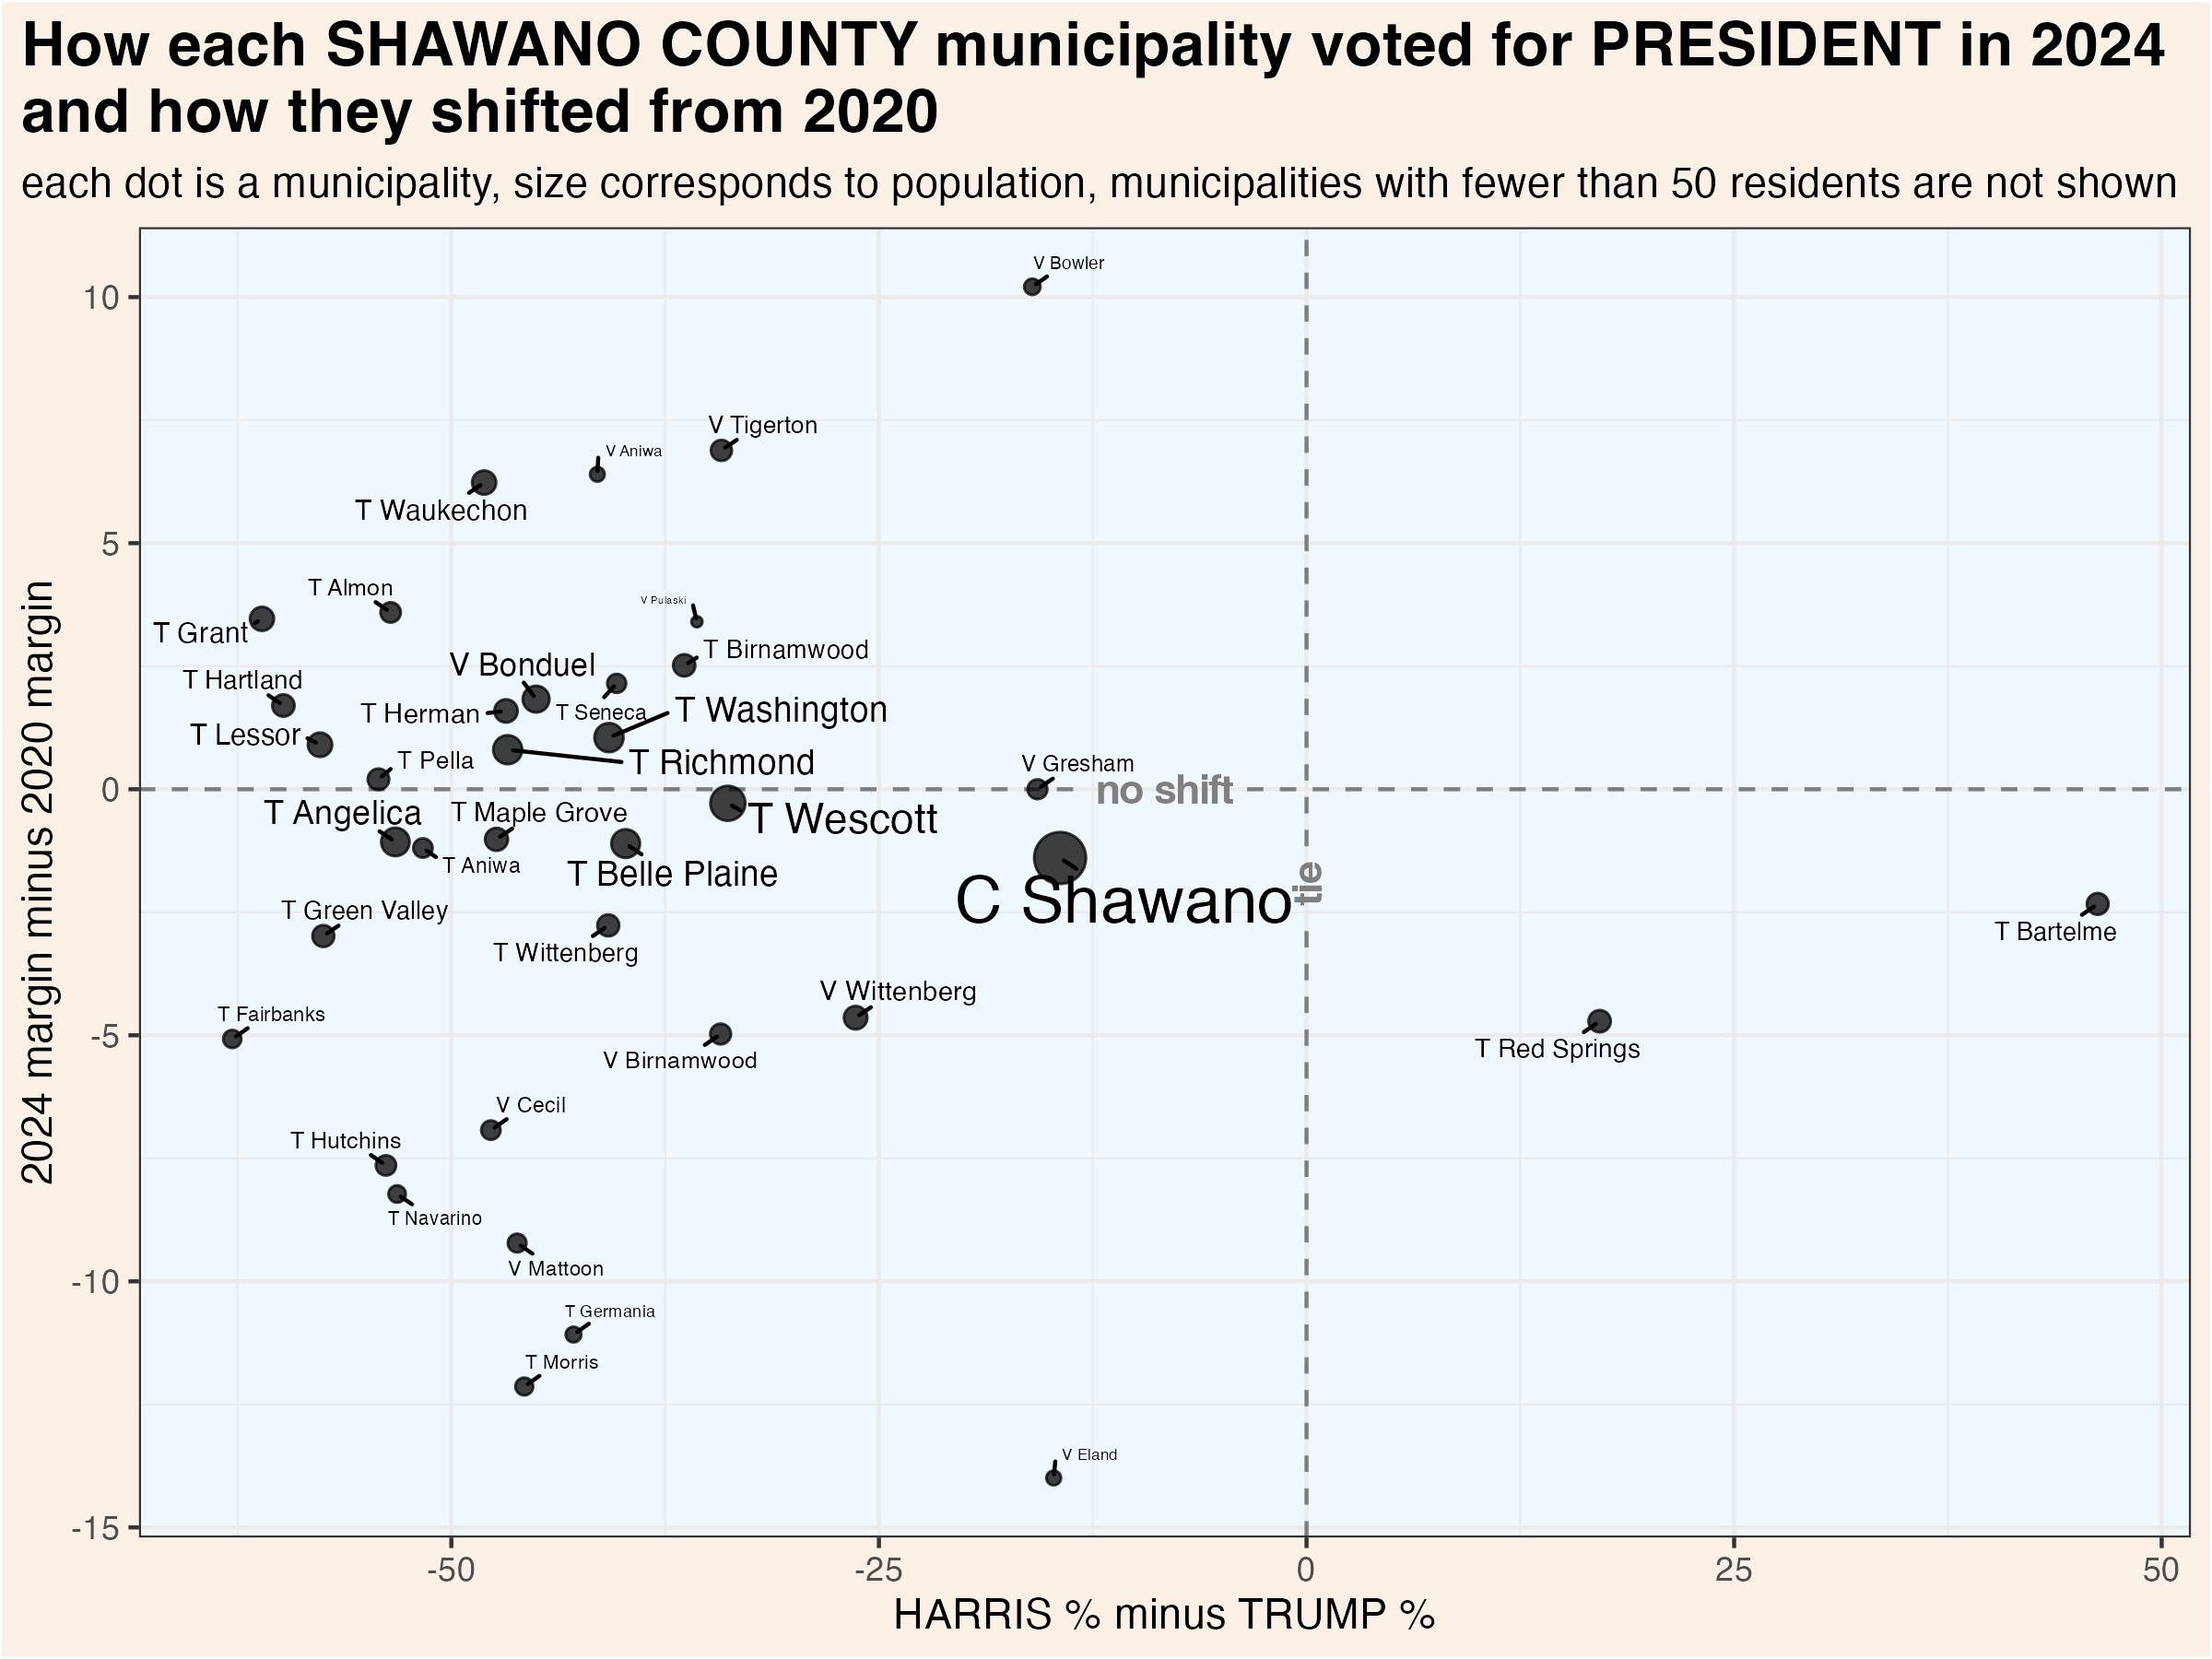 How each SHAWANO COUNTY municipality voted for PRESIDENT in 2024
and how they shifted from 2020
each dot is a municipality, size corresponds to population, municipalities with fewer than 50 residents are not shown
2024 margin minus 2020 margin
10
5
0
-5
-10
-15
V Bowler
V Tigerton
V Aniwa
T Waukechon
T Almon
V Pulaski
T Grant
T Birnamwood
V Bonduel
T Hartland
T Herman
T Seneca
T Washington
T Lessor
T Pella
T Richmond
V Gresham
no shift
T Angelica
T Maple Grove
T Wescott
T Aniwa
T Belle Plaine
tie
C Shawano
T Green Valley
T Bartelme
T Wittenberg
V Wittenberg
T Fairbanks
T Red Springs
V Birnamwood
V Cecil
T Hutchins
T Navarino
V Mattoon
T Germania
T Morris
V Eland
-50
-25
0
25
50
HARRIS % minus TRUMP %